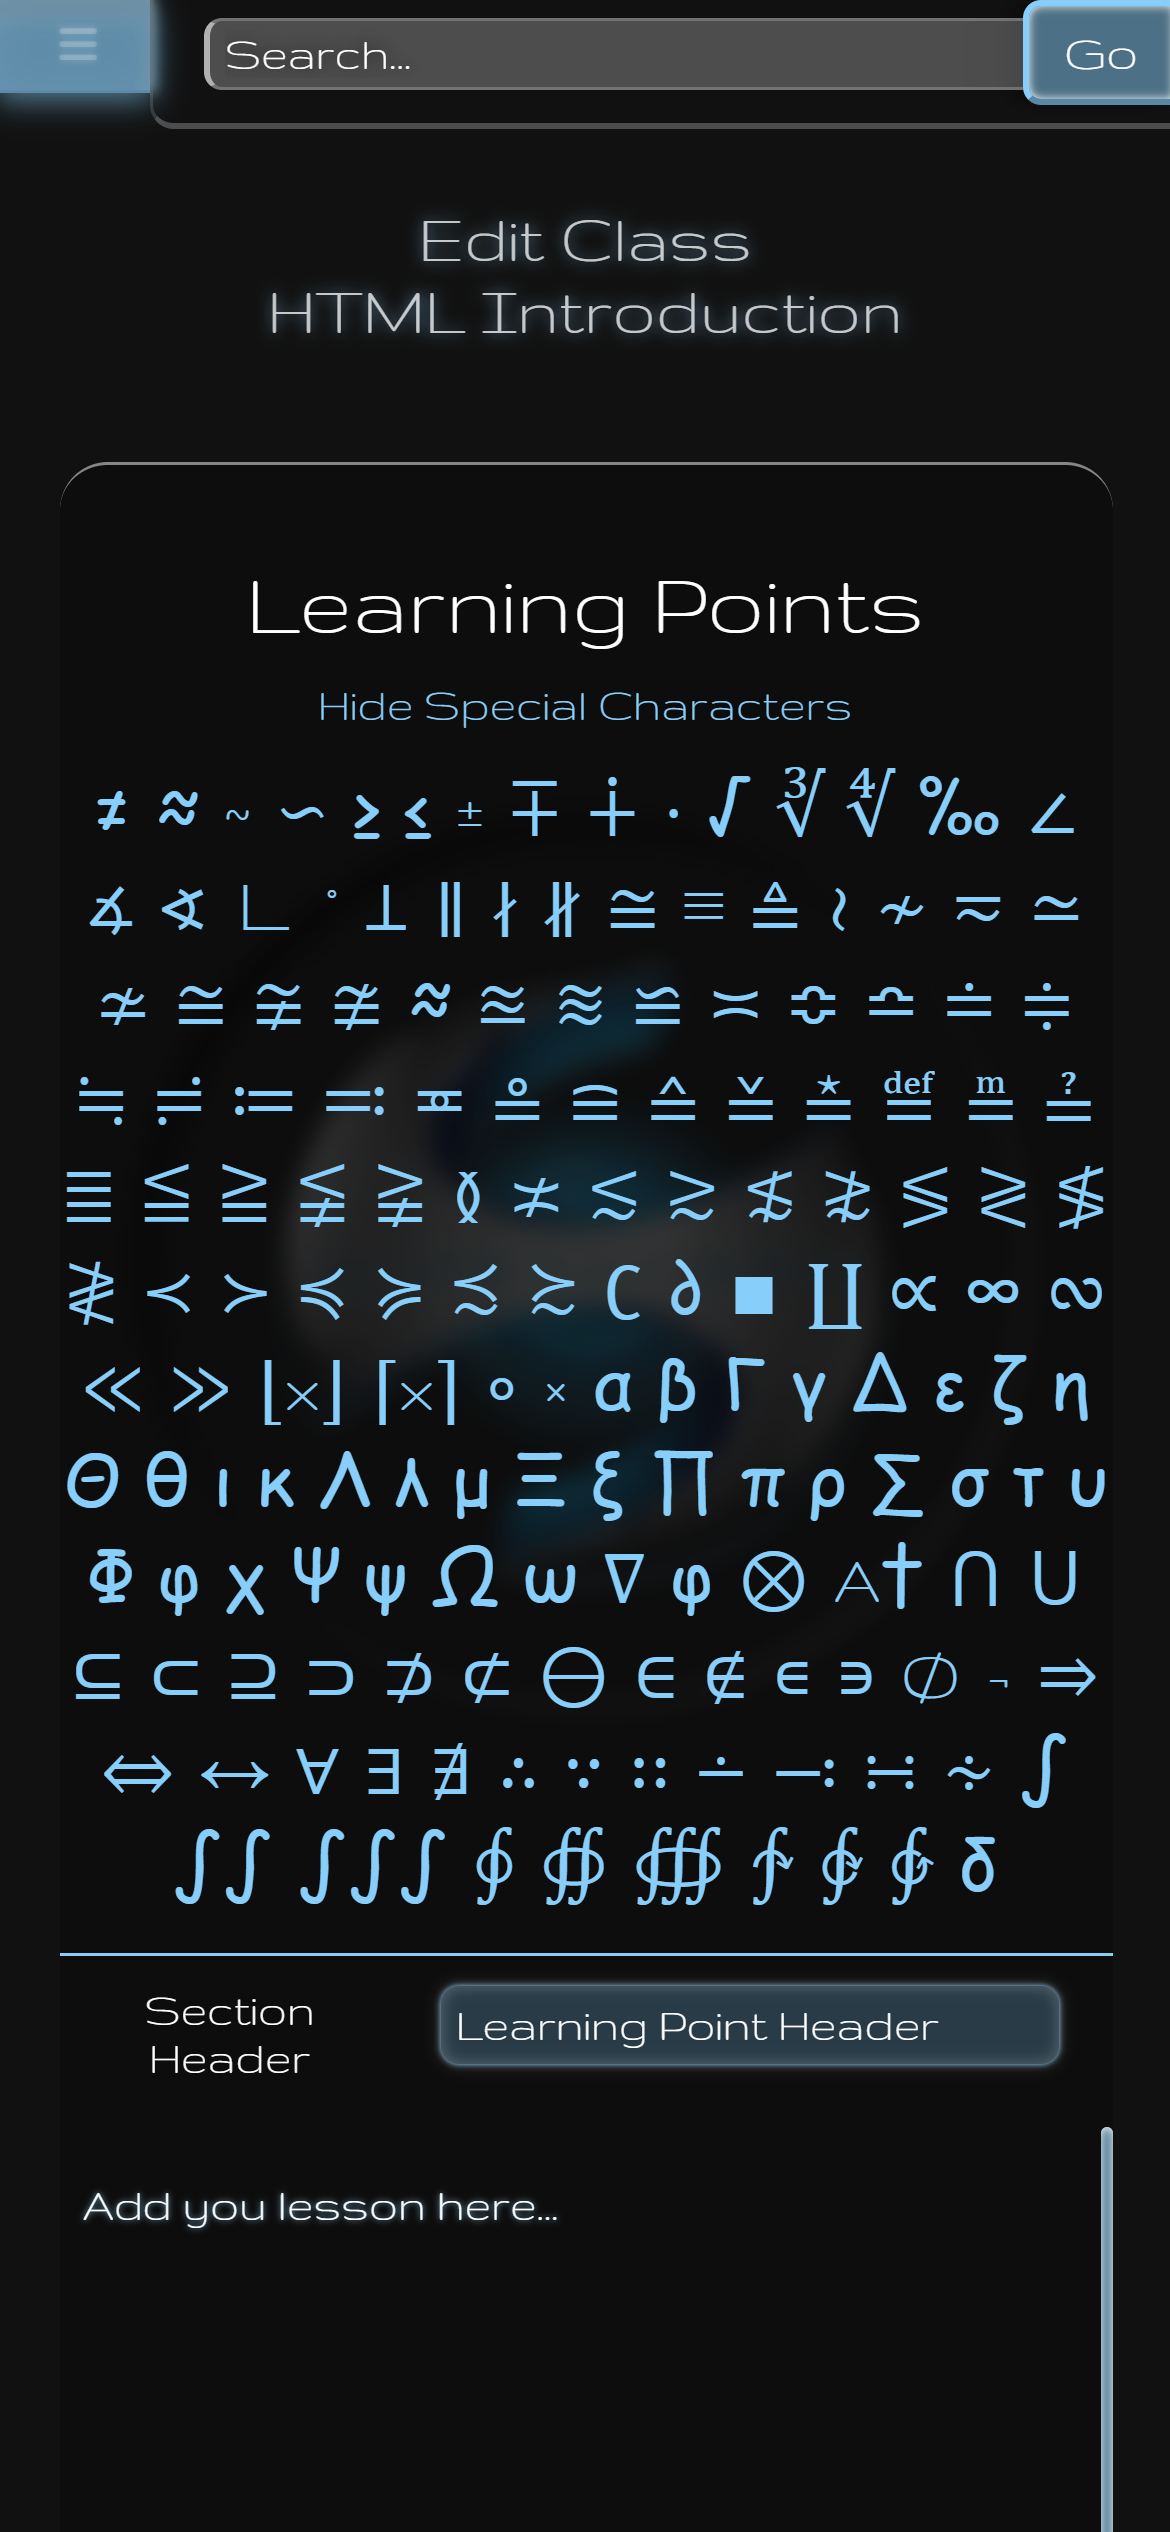 ☰ Search... Go
Edit Class
HTML Introduction
Learning Points
Hide Special Characters
≠ ≈ ~ ∽ ≥ ≤ ± ∓ ∔ · √ ∛ ∜ ‰ ∠
∡ ∢ ∟ ° ⊥ ∥ ∤ ∦ ≅ ≡ ≜ ≀ ≁ ≂ ≃
≄ ≅ ≆ ≇ ≈ ≊ ≋ ≌ ≍ ≎ ≏ ≐ ≑
≒ ≓ ≔ ≕ ≖ ≗ ≘ ≙ ≚ ≛ ≝ ≞ ≟
≣ ≦ ≧ ≨ ≩ ≬ ≭ ≲ ≳ ≴ ≵ ≶ ≷ ≸
≹ ≺ ≻ ≼ ≽ ≾ ≿ ∁ ∂ ■ ∐ ∝ ∞ ∾
≪ ≫ ⌊×⌋ ⌈×⌉ ∘ × α β Γ γ Δ ε ζ η
Θ θ ι κ Λ λ μ Ξ ξ ∏ π ρ ∑ σ τ υ
Φ φ χ Ψ ψ Ω ω ∇ φ ⊗ A† ∩ ∪
⊆ ⊂ ⊇ ⊃ ⊅ ⊄ ⊖ ∈ ∉ ∊ ∍ ∅ ¬ ⇒
⇔ ↔ ∀ ∃ ∄ ∴ ∵ ∷ ∸ ∹ ∺ ∻ ∫
∫∫ ∫∫∫ ∮ ∯ ∰ ∱ ∲ ∳ δ
Section
Header
Learning Point Header
Add you lesson here...